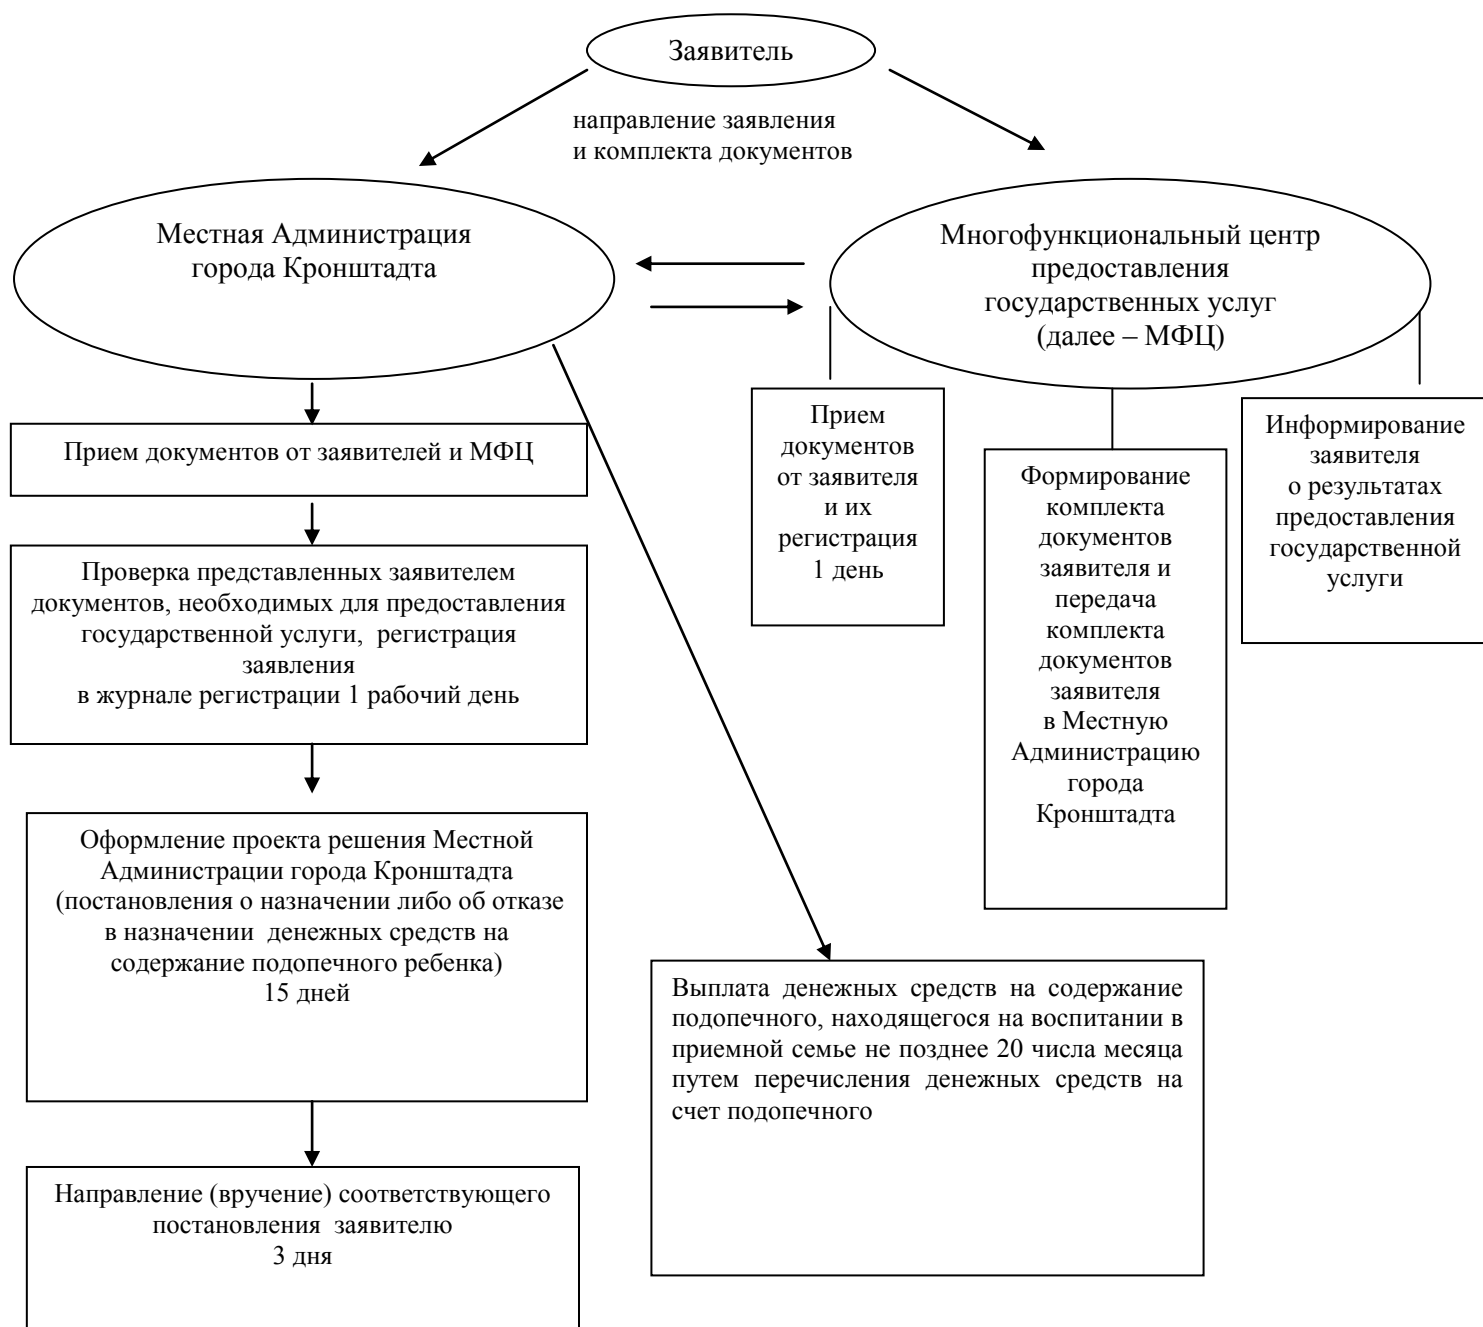 Заявитель
направление заявления
и комплекта документов
Местная Администрация
города Кронштадта
Многофункциональный центр
предоставления
государственных услуг
(далее – МФЦ)
Прием документов от заявителей и МФЦ
Проверка представленных заявителем
документов, необходимых для предоставления
государственной услуги, регистрация
заявления
в журнале регистрации 1 рабочий день
Оформление проекта решения Местной
Администрации города Кронштадта
(постановления о назначении либо об отказе
в назначении денежных средств на
содержание подопечного ребенка)
15 дней
Направление (вручение) соответствующего
постановления заявителю
3 дня
Прием
документов
от заявителя
и их
регистрация
1 день
Формирование
комплекта
документов
заявителя и
передача
комплекта
документов
заявителя
в Местную
Администрацию
города
Кронштадта
Информирование
заявителя
о результатах
предоставления
государственной
услуги
Выплата денежных средств на содержание
подопечного, находящегося на воспитании в
приемной семье не позднее 20 числа месяца
путем перечисления денежных средств на
счет подопечного